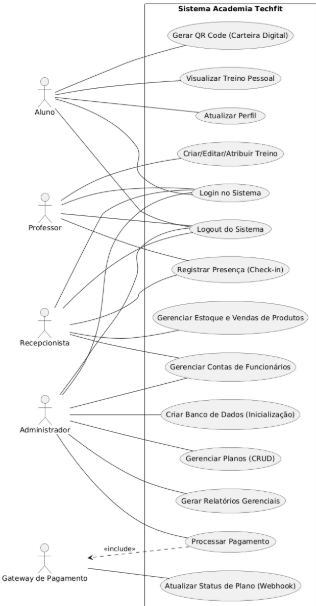 Sistema Academia Techfit
Gerar QR Code (Carteira Digital)
Visualizar Treino Pessoal
Aluno
Atualizar Perfil
Criar/Editar/Atribuir Treino
Login no Sistema
Professor
Logout do Sistema
Registrar Presença (Check-in)
Gerenciar Estoque e Vendas de Produtos
Recepcionista
Gerenciar Contas de Funcionários
Criar Banco de Dados (Inicialização)
Administrador
Gerenciar Planos (CRUD)
Gerar Relatórios Gerenciais
Processar Pagamento
«include»
Gateway de Pagamento
Atualizar Status de Plano (Webhook)